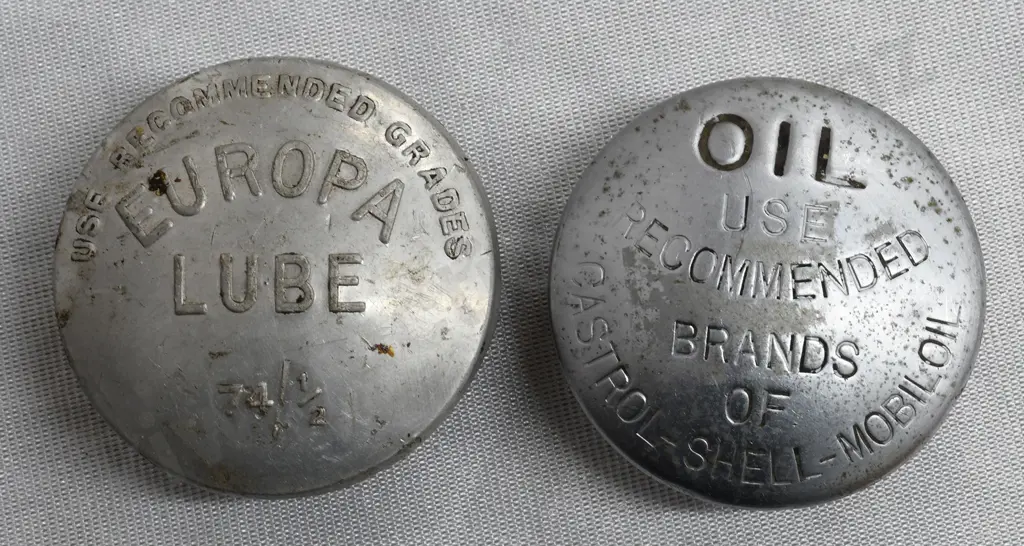 USE RECOMMENDED GRADES
EUROPA
LUBE
74/1/2
OIL
USE
RECOMMENDED
BRANDS
OF
CASTROL-SHELL-MOBILOIL